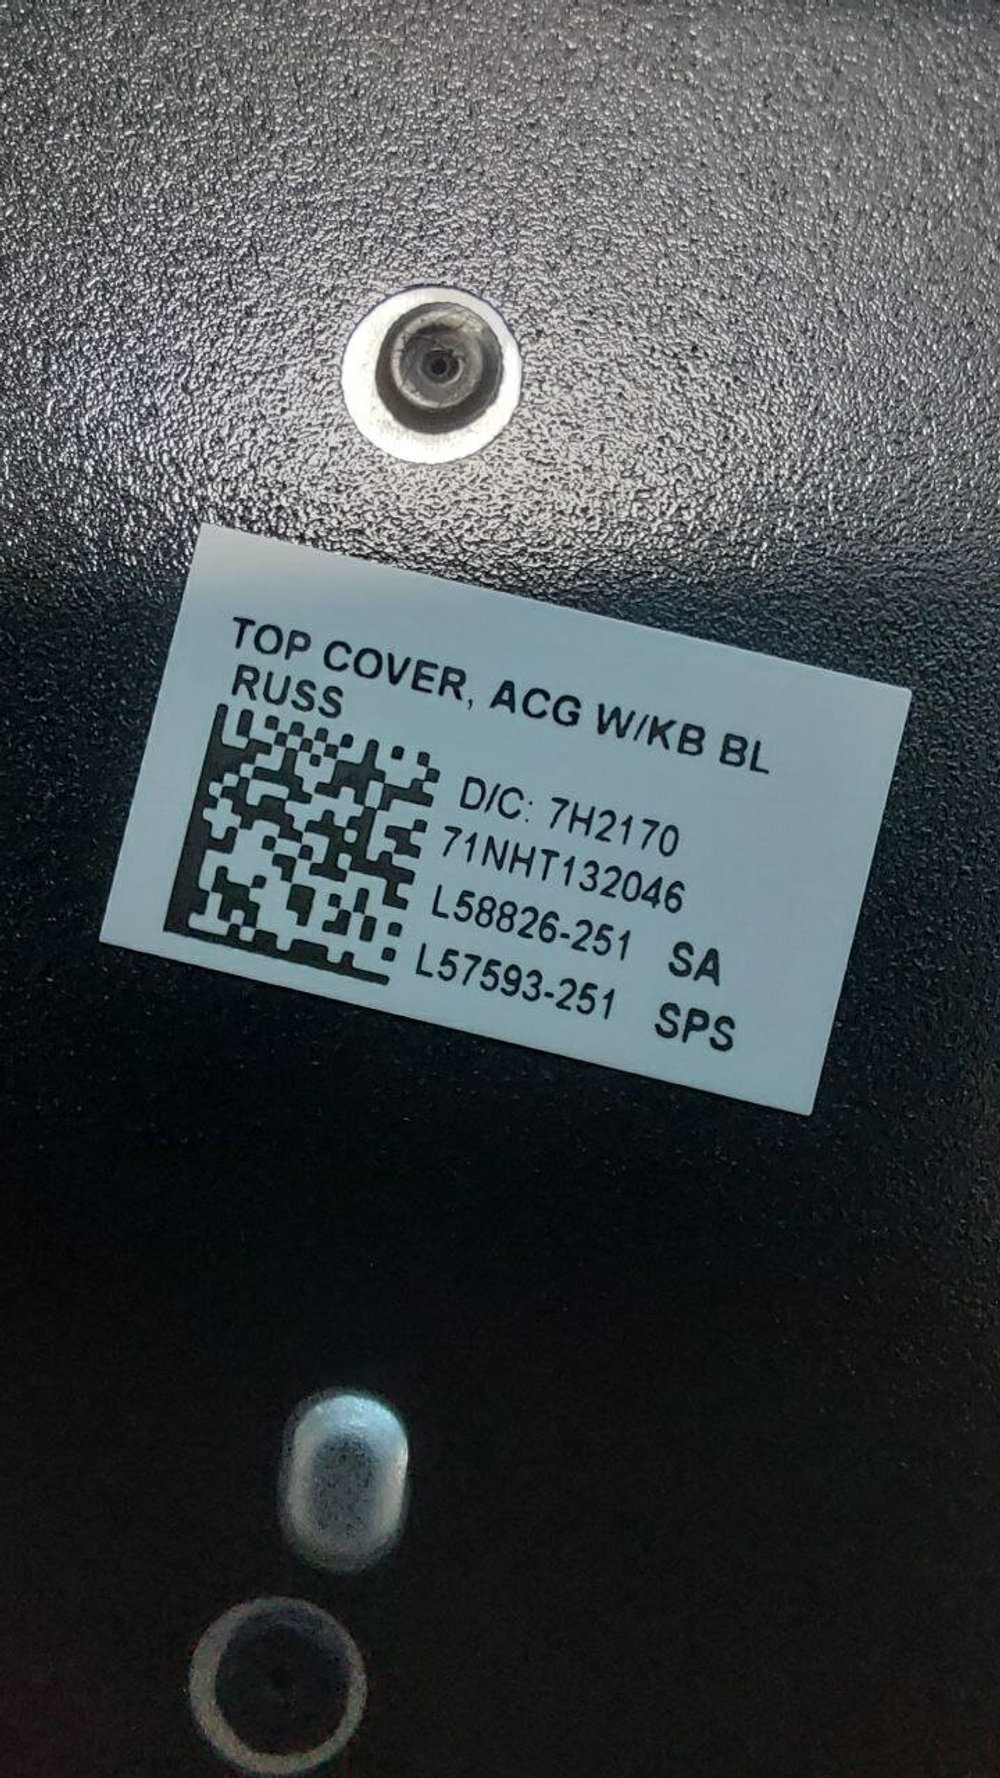 TOP COVER, ACG W/KB BL
RUSS
D/C: 7H2170
71NHT132046
L58826-251 SA
L57593-251 SPS